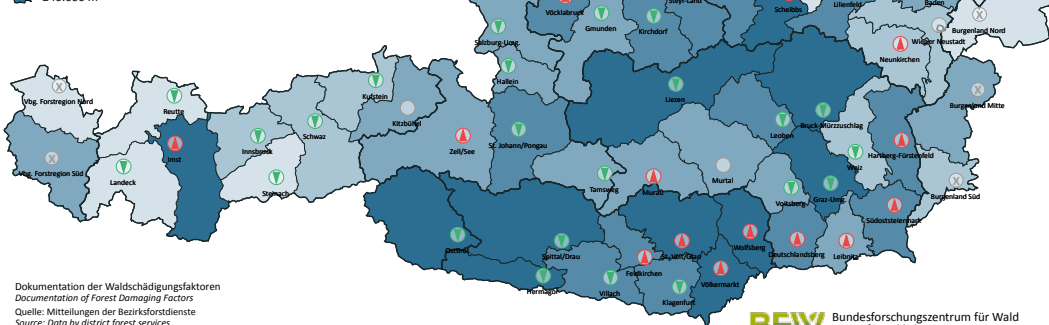 Steyr-Land
Lilienfeld
Baden
Vöcklabruck
Scheibbs
Gmunden
Kirchdorf
Burgenland Nord
Salzburg-Umg.
Wiener Neustadt
Neunkirchen
Hallein
Kufstein
Liezen
Vbg. Forstregion Nord
Reutte
Burgenland Mitte
Kitzbühel
Bruck-Mürzzuschlag
Schwaz
Leoben
Innsbruck
Zell/See
St. Johann/Pongau
Hartberg-Fürstenfeld
Imst
Weiz
Vbg. Forstregion Süd
Landeck
Steinach
Tamsweg
Murau
Murtal
Burgenland Süd
Voitsberg
Graz-Umg.
Südoststeiermark
Osttirol
Spittal/Drau
St. Veit/Glan
Wolfsberg
Deutschlandsberg
Leibnitz
Feldkirchen
Hermagor
Villach
Klagenfurt
Völkermarkt
Dokumentation der Waldschädigungsfaktoren
Documentation of Forest Damaging Factors
Quelle: Mitteilungen der Bezirksforstdienste
Source: Data by district forest services
BFW
Bundesforschungszentrum für Wald